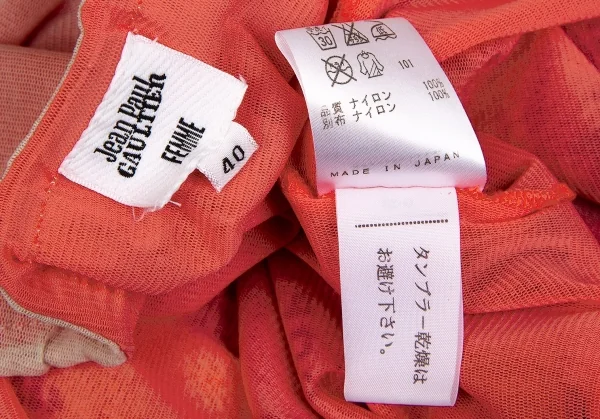 Jean Paul
GAULTIER
FEMME
40
30
101
品質 ナイロン 100%
別布 ナイロン 100%
MADE IN JAPAN
タンブラー乾燥は
お避け下さい。